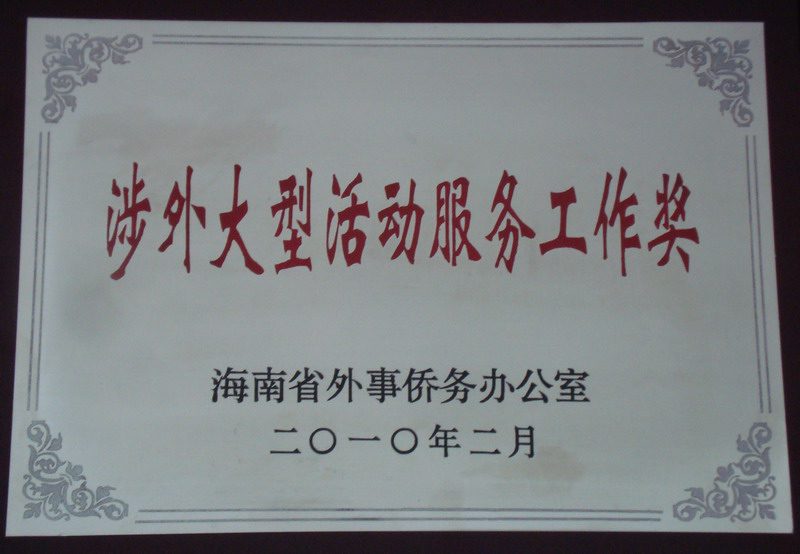 涉外大型活动服务工作奖
海南省外事侨务办公室
二〇一〇年二月